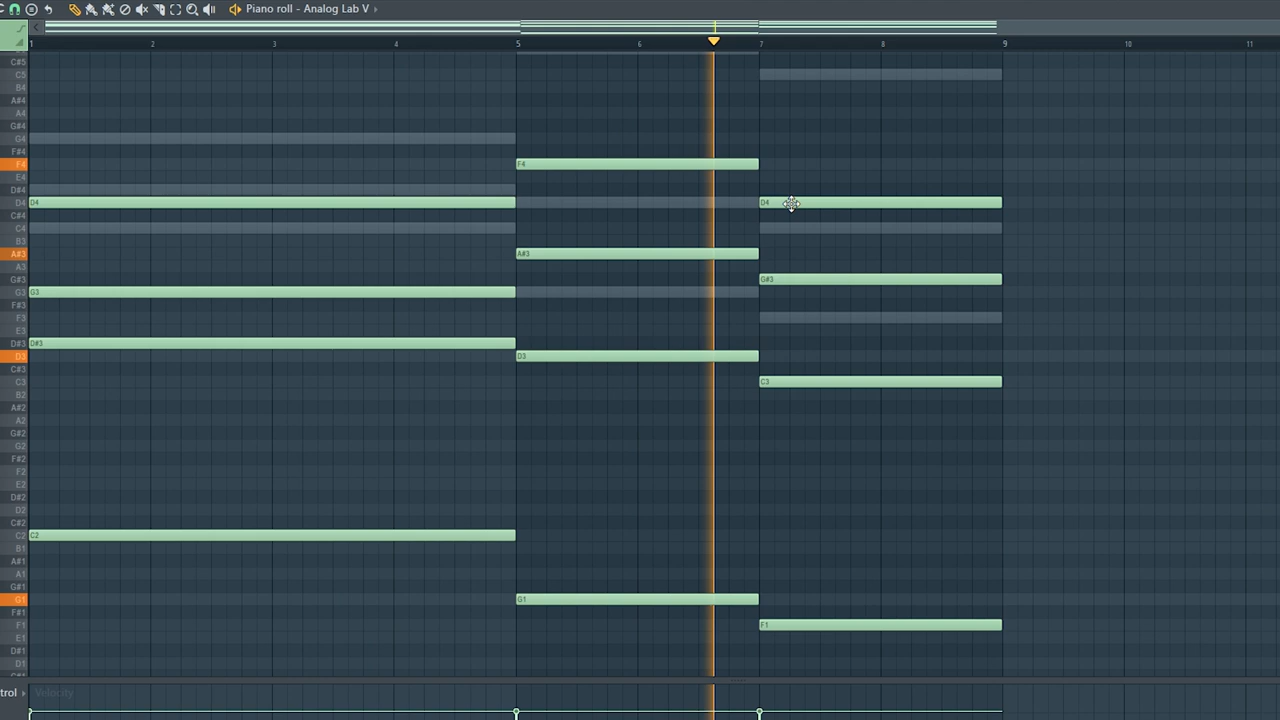 Piano roll - Analog Lab V
1 2 3 4 5 6 7 8 9 10 11
C#5
C5
B4
A#4
A4
G#4
G4
F#4
F4 F4
E4
D#4
D4 D4 D4
C#4
C4
B3
A#3 A#3
A3
G#3 G#3
G3 G3
F#3
F3
E3
D#3 D#3
D3 D3
C#3
C3 C3
B2
A#2
A2
G#2
G2
F#2
F2
E2
D#2
D2
C#2
C2 C2
B1
A#1
A1
G#1
G1 G1
F#1
F1 F1
E1
D#1
D1
trol Velocity